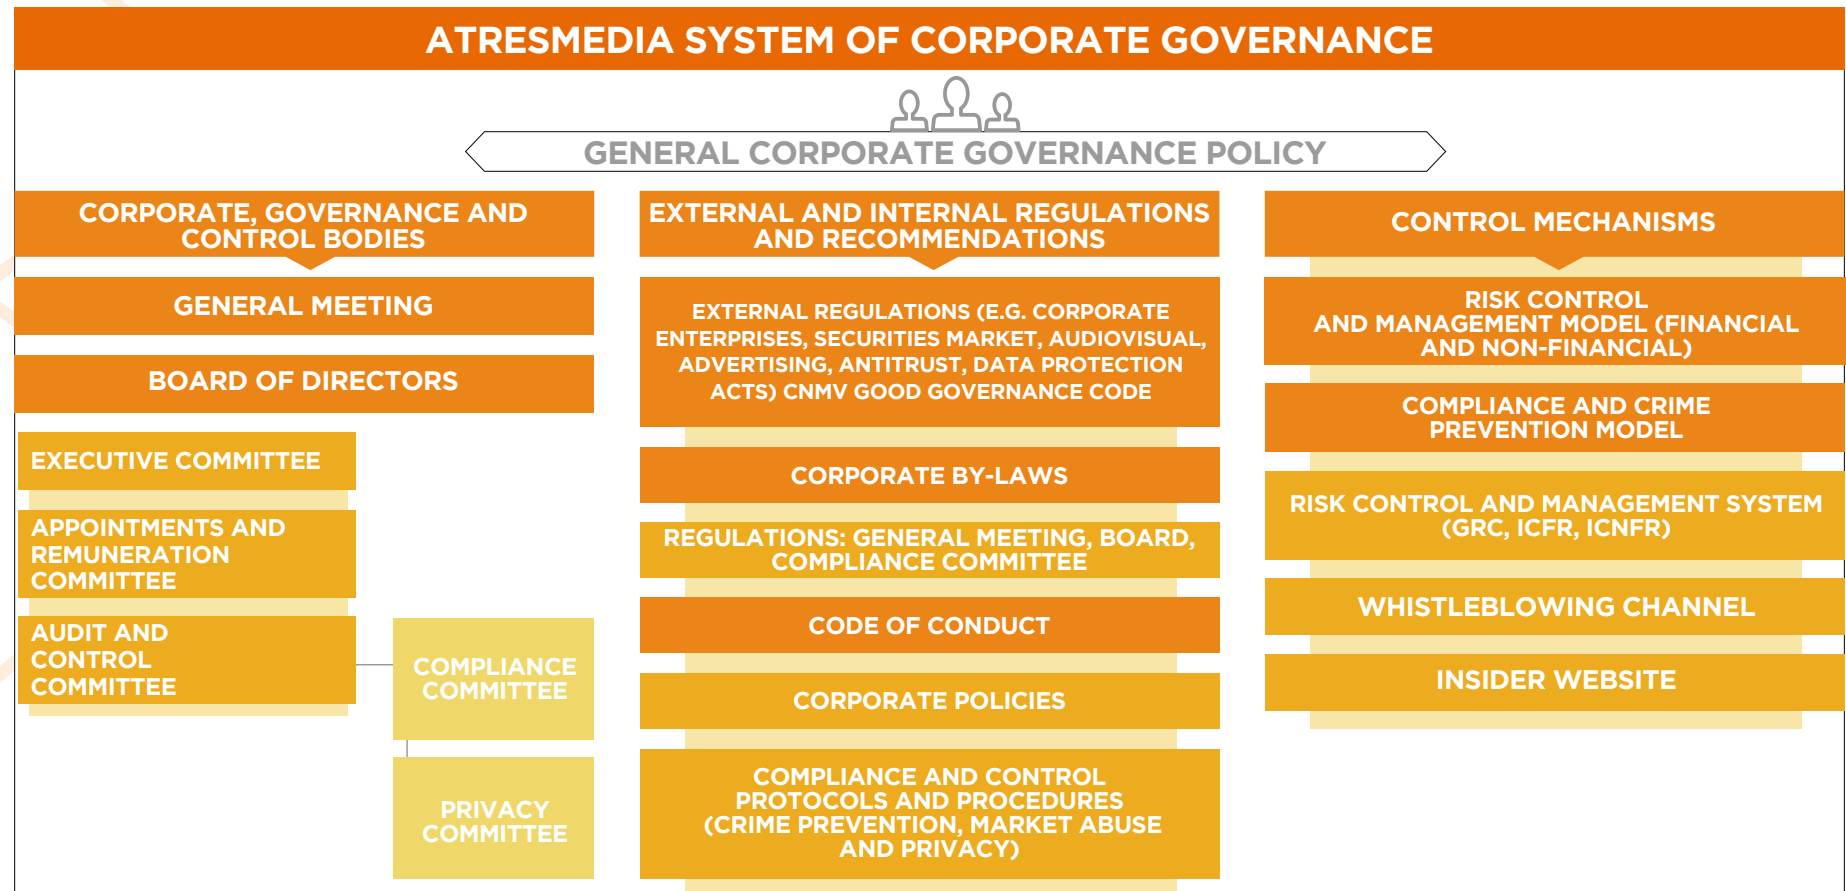 ATRESMEDIA SYSTEM OF CORPORATE GOVERNANCE
GENERAL CORPORATE GOVERNANCE POLICY
CORPORATE, GOVERNANCE AND
CONTROL BODIES
GENERAL MEETING
BOARD OF DIRECTORS
EXECUTIVE COMMITTEE
APPOINTMENTS AND
REMUNERATION
COMMITTEE
AUDIT AND
CONTROL
COMMITTEE
COMPLIANCE
COMMITTEE
PRIVACY
COMMITTEE
EXTERNAL AND INTERNAL REGULATIONS
AND RECOMMENDATIONS
EXTERNAL REGULATIONS (E.G. CORPORATE
ENTERPRISES, SECURITIES MARKET, AUDIOVISUAL,
ADVERTISING, ANTITRUST, DATA PROTECTION
ACTS) CNMV GOOD GOVERNANCE CODE
CORPORATE BY-LAWS
REGULATIONS: GENERAL MEETING, BOARD,
COMPLIANCE COMMITTEE
CODE OF CONDUCT
CORPORATE POLICIES
COMPLIANCE AND CONTROL
PROTOCOLS AND PROCEDURES
(CRIME PREVENTION, MARKET ABUSE
AND PRIVACY)
CONTROL MECHANISMS
RISK CONTROL
AND MANAGEMENT MODEL (FINANCIAL
AND NON-FINANCIAL)
COMPLIANCE AND CRIME
PREVENTION MODEL
RISK CONTROL AND MANAGEMENT SYSTEM
(GRC, ICFR, ICNFR)
WHISTLEBLOWING CHANNEL
INSIDER WEBSITE